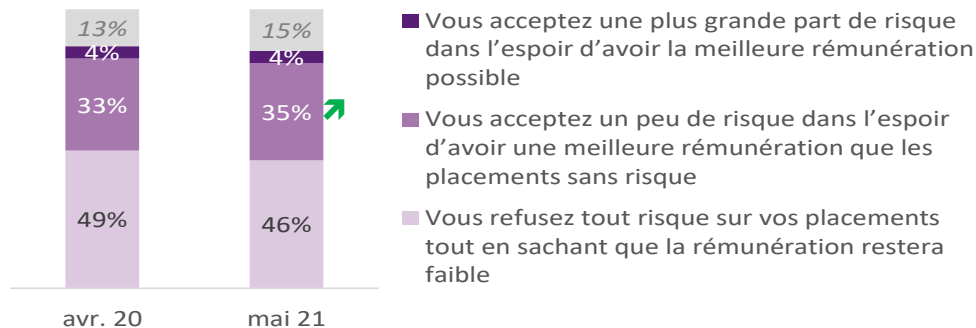 13%
4%
33%
49%
avr. 20
15%
4%
35%
46%
mai 21
Vous acceptez une plus grande part de risque
dans l’espoir d’avoir la meilleure rémunération
possible
Vous acceptez un peu de risque dans l’espoir
d’avoir une meilleure rémunération que les
placements sans risque
Vous refusez tout risque sur vos placements
tout en sachant que la rémunération restera
faible